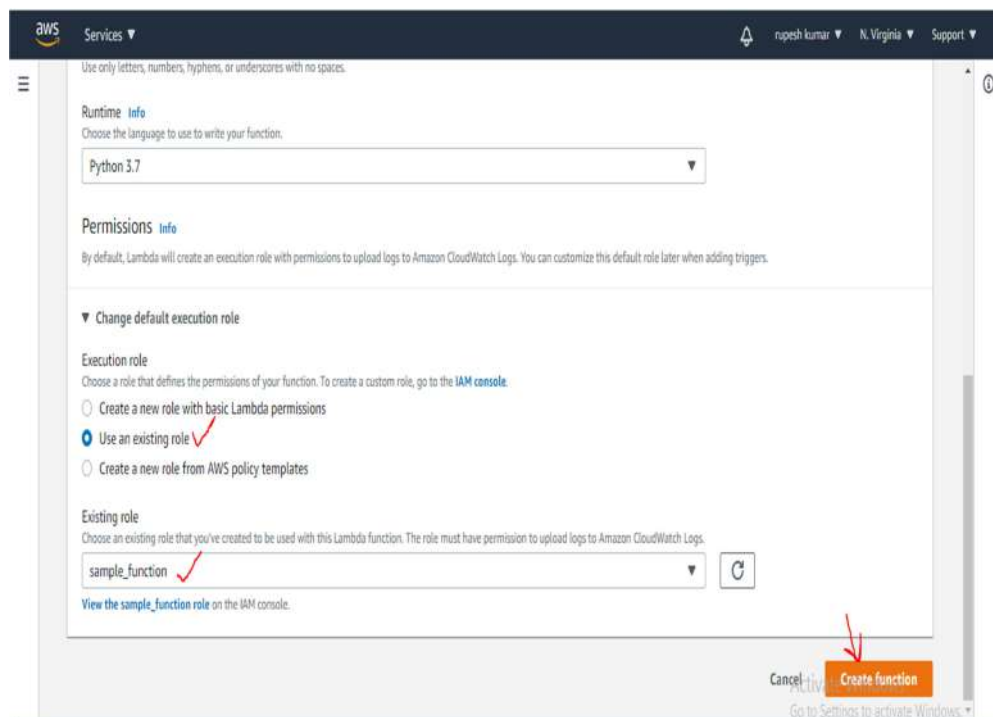 aws Services ▼ rupesh kumar ▼ N. Virginia ▼ Support ▼
Use only letters, numbers, hyphens, or underscores with no spaces.
Runtime Info
Choose the language to use to write your function.
Python 3.7
Permissions Info
By default, Lambda will create an execution role with permissions to upload logs to Amazon CloudWatch Logs. You can customize this default role later when adding triggers.
▼ Change default execution role
Execution role
Choose a role that defines the permissions of your function. To create a custom role, go to the IAM console.
Create a new role with basic Lambda permissions
Use an existing role
Create a new role from AWS policy templates
Existing role
Choose an existing role that you've created to be used with this Lambda function. The role must have permission to upload logs to Amazon CloudWatch Logs.
sample_function
View the sample_function role on the IAM console.
Cancel Create function
Activate Windows
Go to Settings to activate Windows.